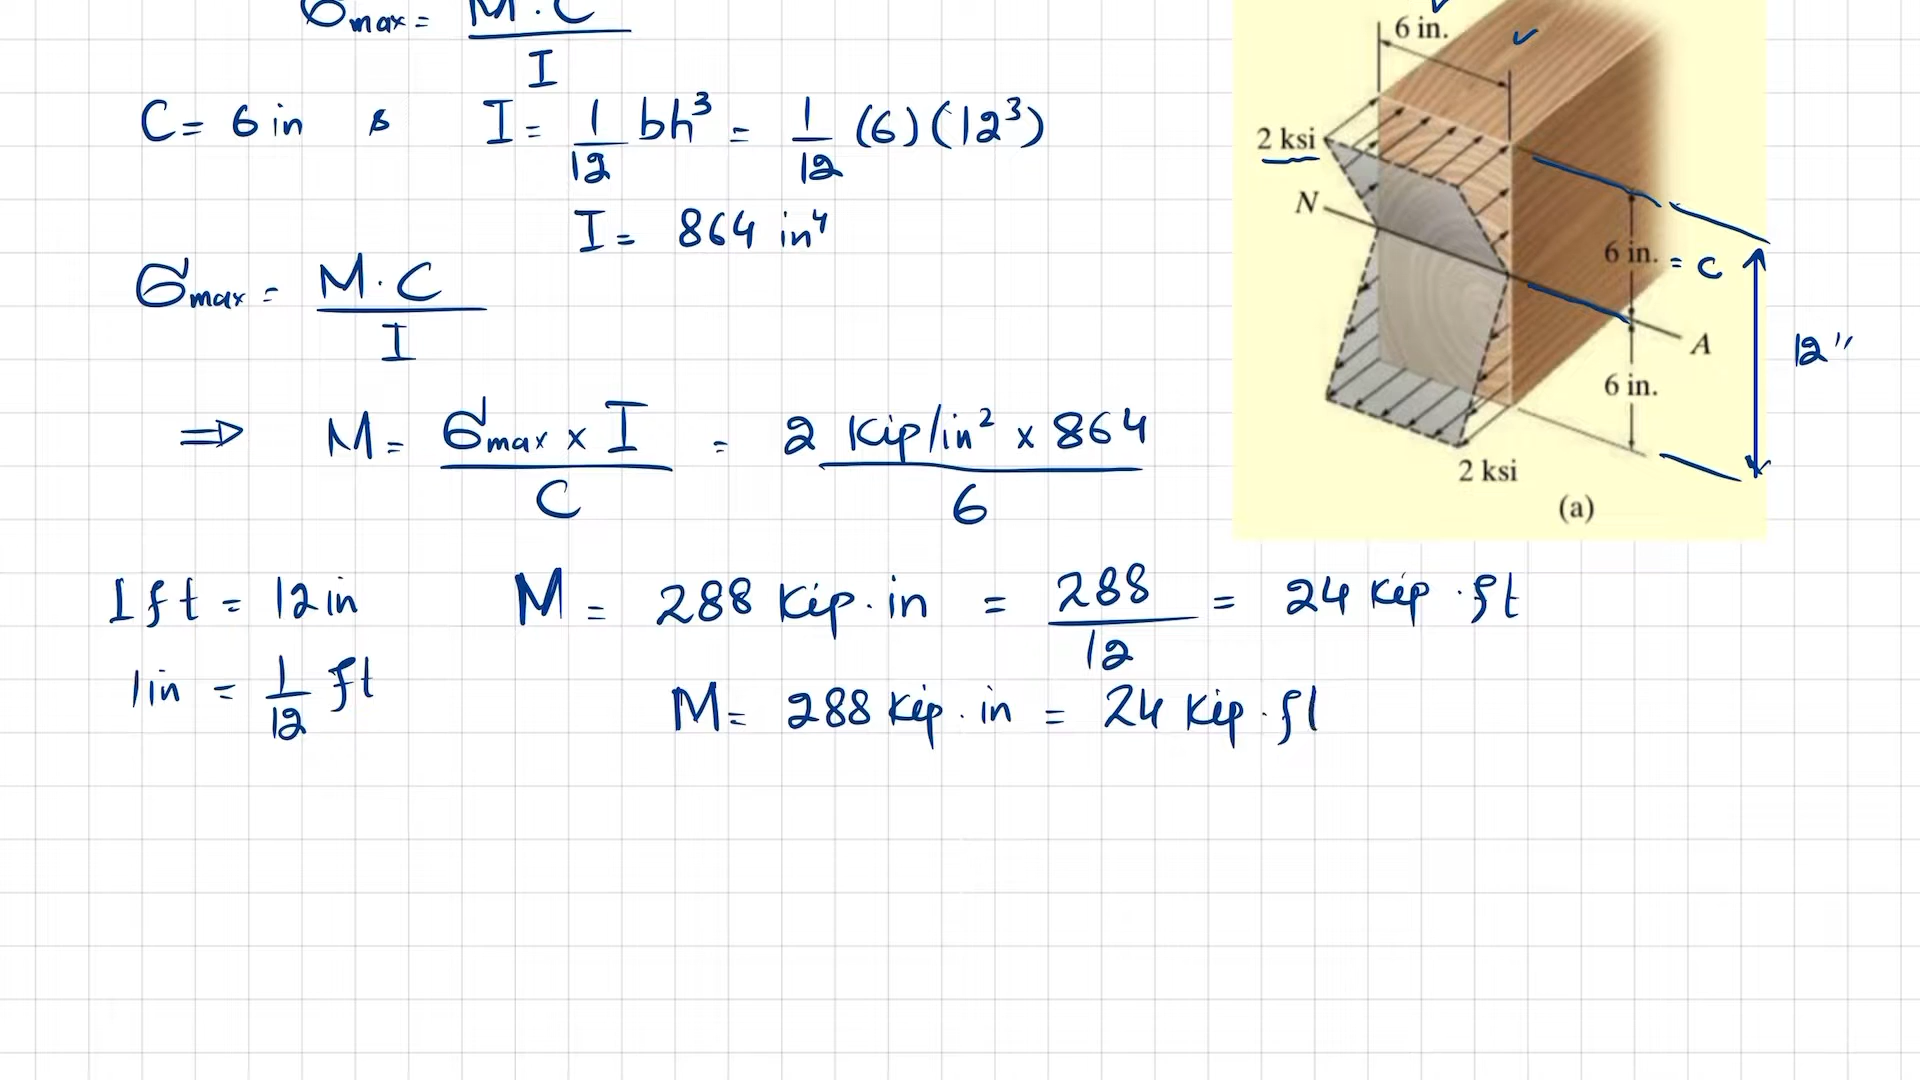 σmax = M·C / I
C = 6 in & I = 1/12 bh³ = 1/12 (6)(12³)
I = 864 in⁴
σmax = M·C / I
⇒ M = σmax × I / C = 2 Kip/in² × 864 / 6
1 ft = 12 in
1 in = 1/12 ft
M = 288 Kip·in = 288/12 = 24 Kip·ft
M = 288 Kip·in = 24 Kip·ft
6 in.
2 ksi
N
6 in. = C
A
12"
6 in.
2 ksi
(a)